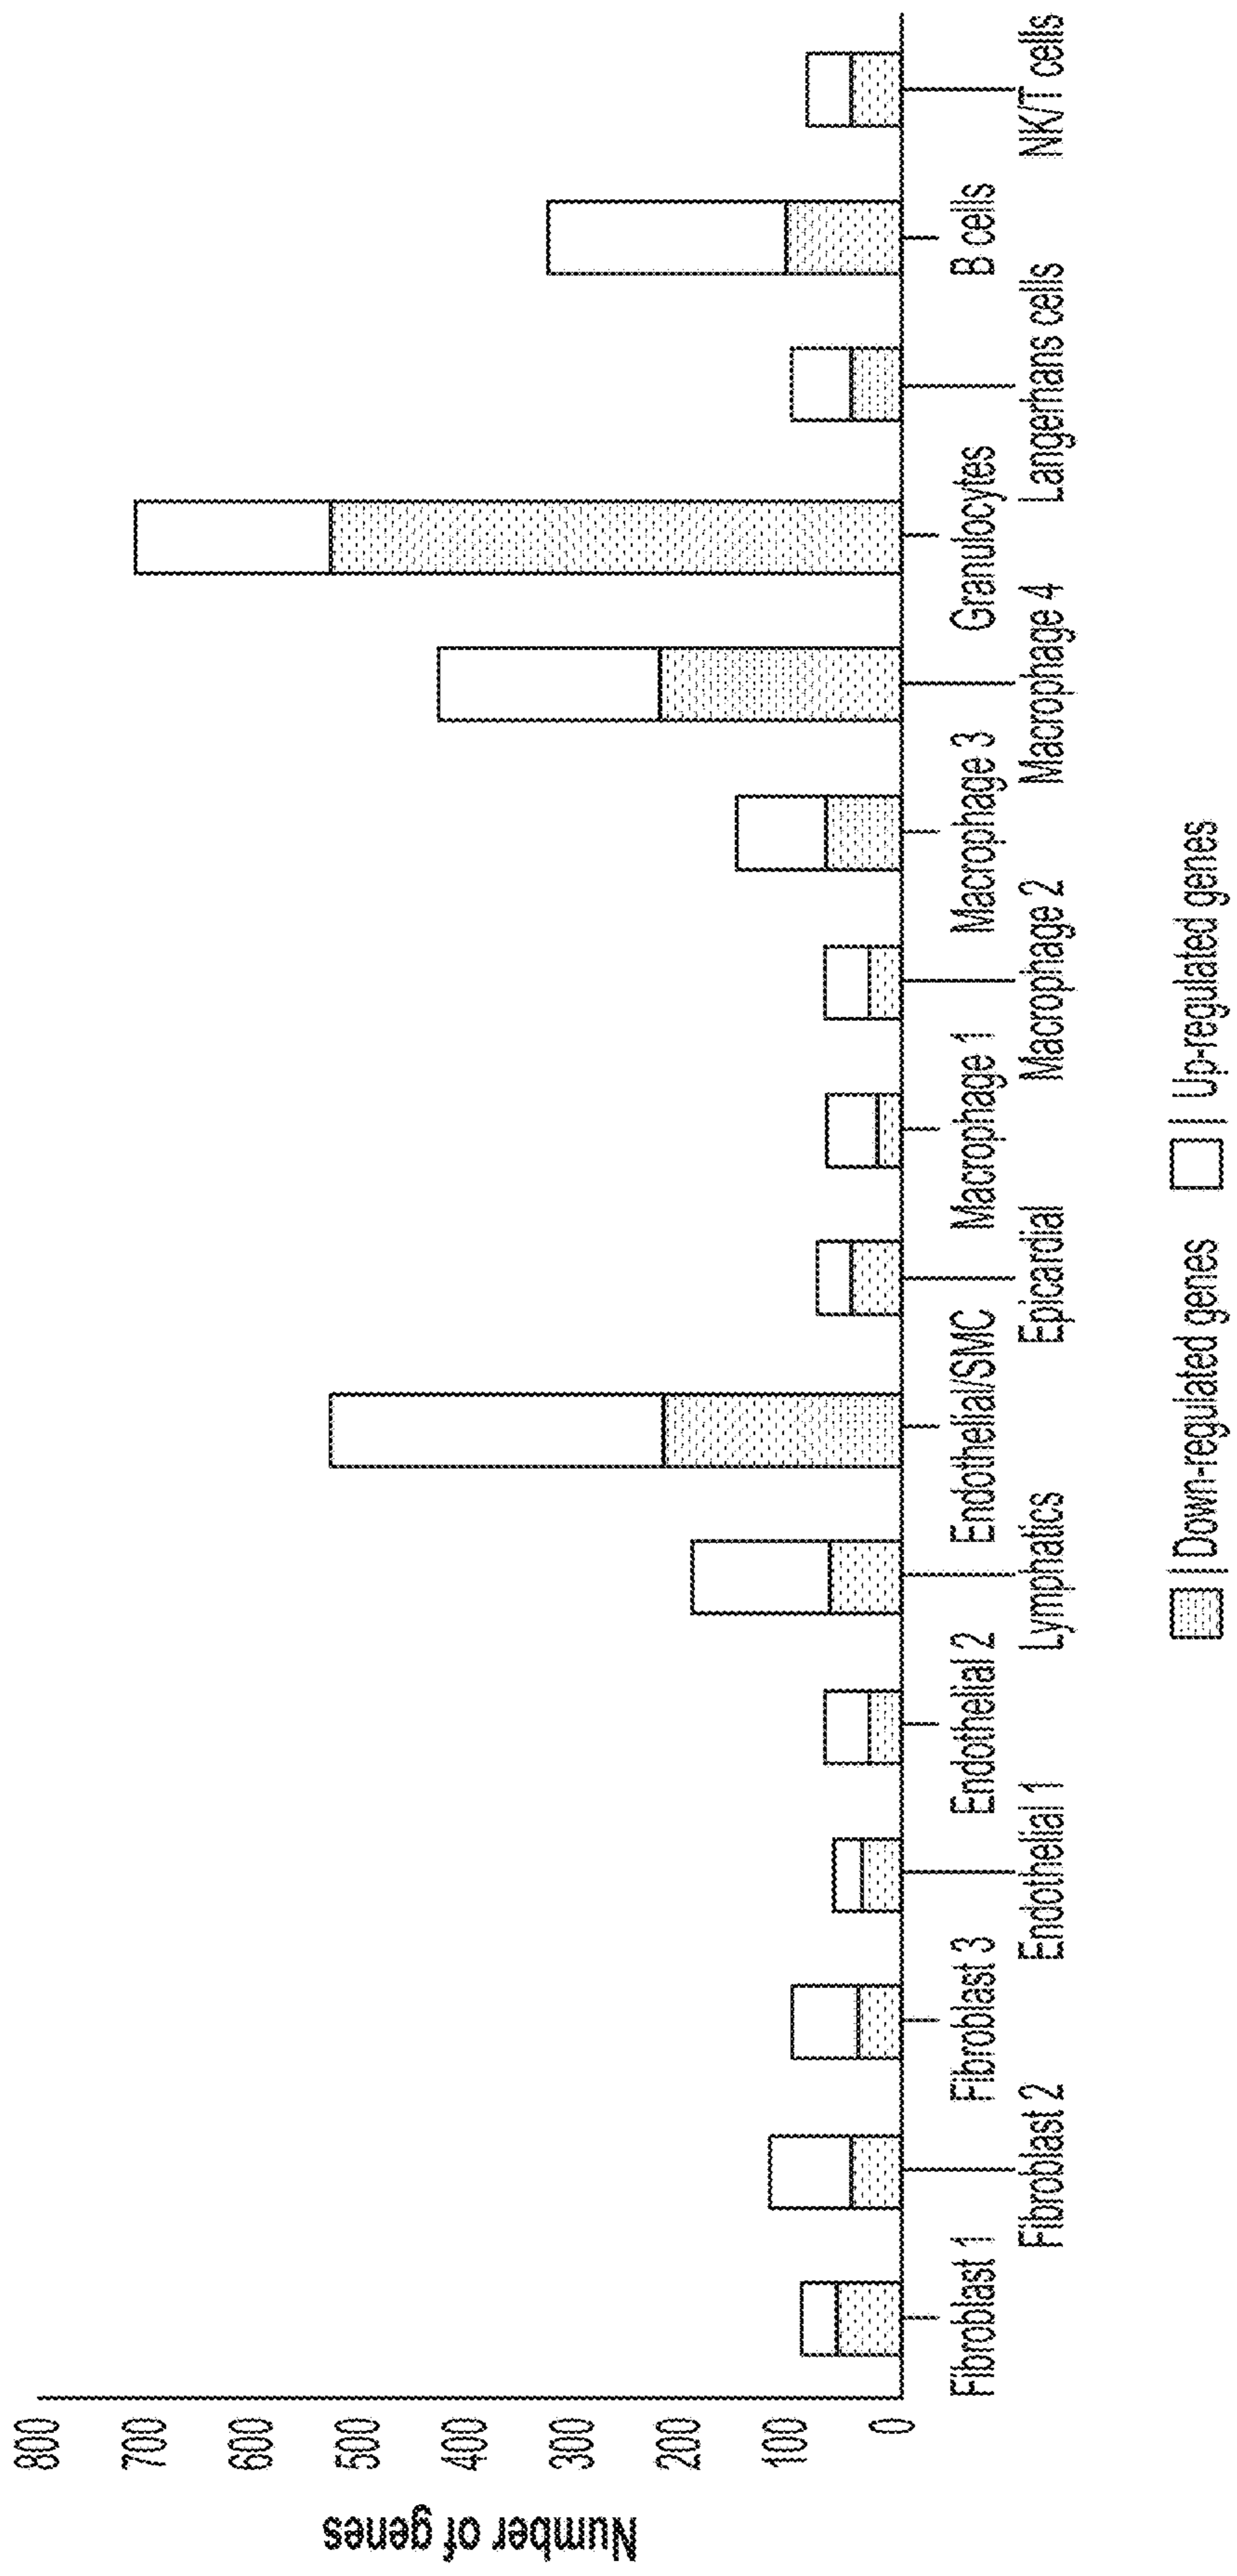 Number of genes
800
700
600
500
400
300
200
100
0
Fibroblast 1
Fibroblast 2
Fibroblast 3
Endothelial 1
Endothelial 2
Lymphatics
Endothelial/SMC
Epicardial
Macrophage 1
Macrophage 2
Macrophage 3
Macrophage 4
Granulocytes
Langerhans cells
B cells
NK/T cells
Down-regulated genes
Up-regulated genes